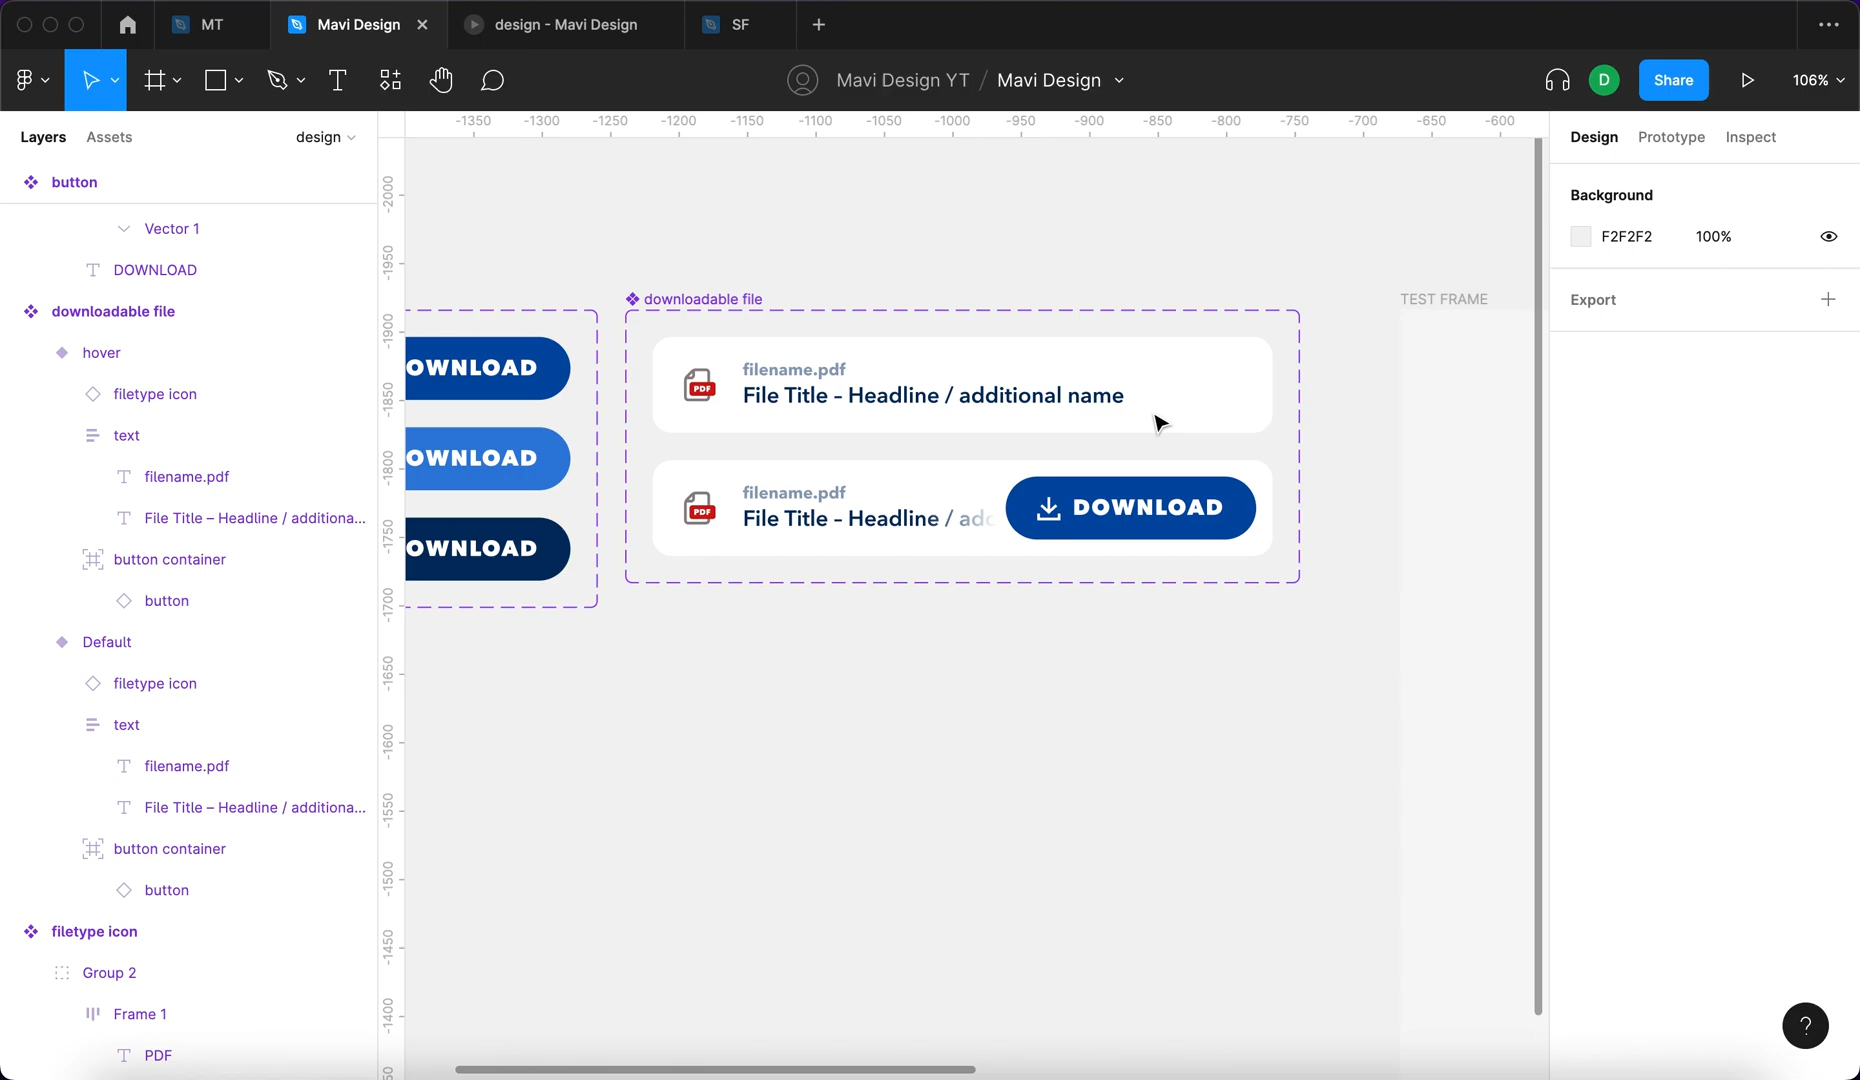 MT
Mavi Design
design - Mavi Design
SF
Mavi Design YT / Mavi Design
D
Share
106%
Layers
Assets
design
button
Vector 1
DOWNLOAD
downloadable file
hover
filetype icon
text
filename.pdf
File Title – Headline / additiona...
button container
button
Default
filetype icon
text
filename.pdf
File Title – Headline / additiona...
button container
button
filetype icon
Group 2
Frame 1
PDF
-1350 -1300 -1250 -1200 -1150 -1100 -1050 -1000 -950 -900 -850 -800 -750 -700 -650 -600
-2000
-1950
-1900
-1850
-1800
-1750
-1700
-1650
-1600
-1550
-1500
-1450
-1400
50
OWNLOAD
OWNLOAD
OWNLOAD
downloadable file
PDF
filename.pdf
File Title - Headline / additional name
PDF
filename.pdf
File Title - Headline / add
DOWNLOAD
TEST FRAME
Design
Prototype
Inspect
Background
F2F2F2
100%
Export
?